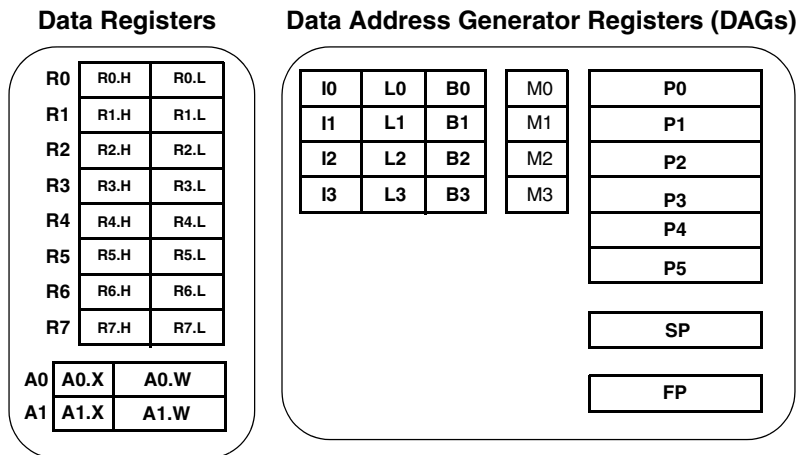 Data Registers
Data Address Generator Registers (DAGs)
R0 R0.H R0.L
R1 R1.H R1.L
R2 R2.H R2.L
R3 R3.H R3.L
R4 R4.H R4.L
R5 R5.H R5.L
R6 R6.H R6.L
R7 R7.H R7.L
A0 A0.X A0.W
A1 A1.X A1.W
I0 L0 B0 M0
I1 L1 B1 M1
I2 L2 B2 M2
I3 L3 B3 M3
P0
P1
P2
P3
P4
P5
SP
FP